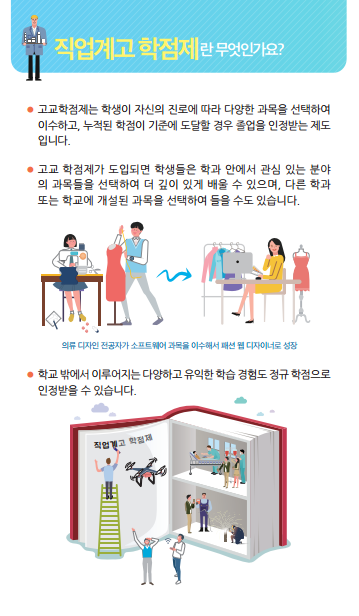 직업계고 학점제란 무엇인가요?
고교학점제는 학생이 자신의 진로에 따라 다양한 과목을 선택하여
이수하고, 누적된 학점이 기준에 도달할 경우 졸업을 인정받는 제도
입니다.
고교 학점제가 도입되면 학생들은 학과 안에서 관심 있는 분야
의 과목들을 선택하여 더 깊이 있게 배울 수 있으며, 다른 학과
또는 학교에 개설된 과목을 선택하여 들을 수도 있습니다.
의류 디자인 전공자가 소프트웨어 과목을 이수해서 패션 웹 디자이너로 성장
학교 밖에서 이루어지는 다양하고 유익한 학습 경험도 정규 학점으로
인정받을 수 있습니다.
직업계고 학점제